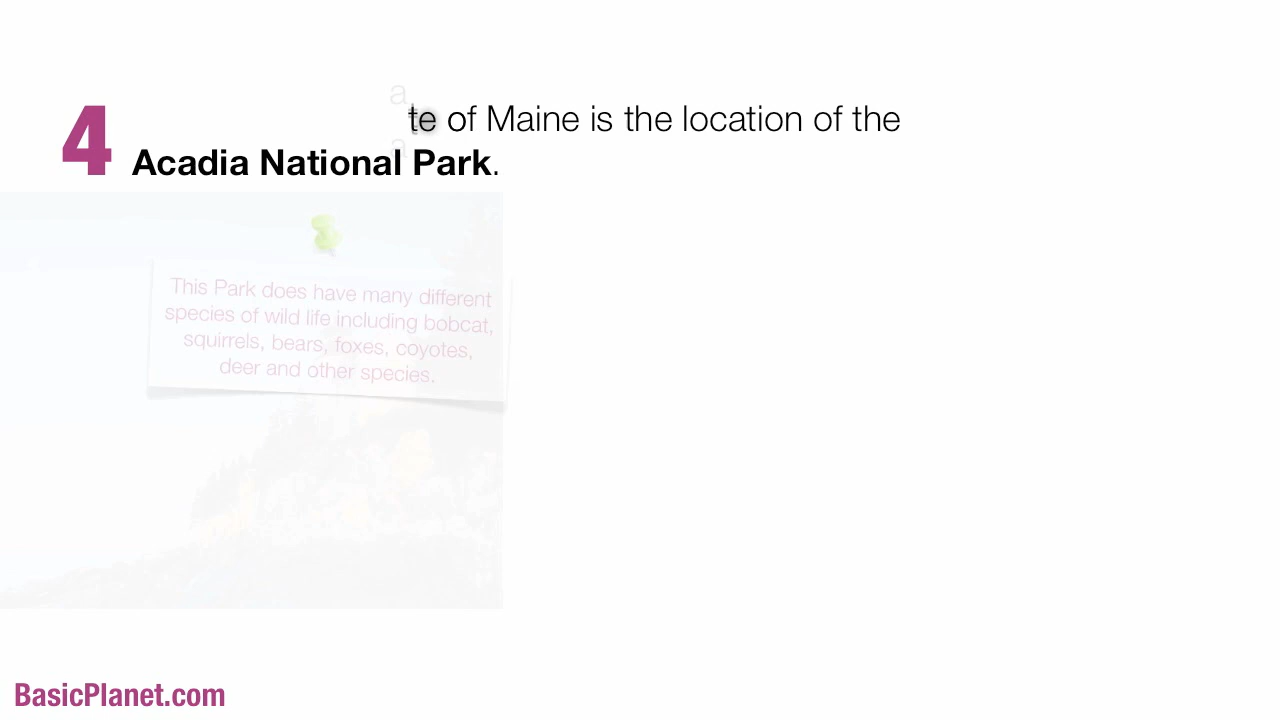 4
te of Maine is the location of the
Acadia National Park.
This Park does have many different
species of wild life including bobcat,
squirrels, bears, foxes, coyotes,
deer and other species.
BasicPlanet.com